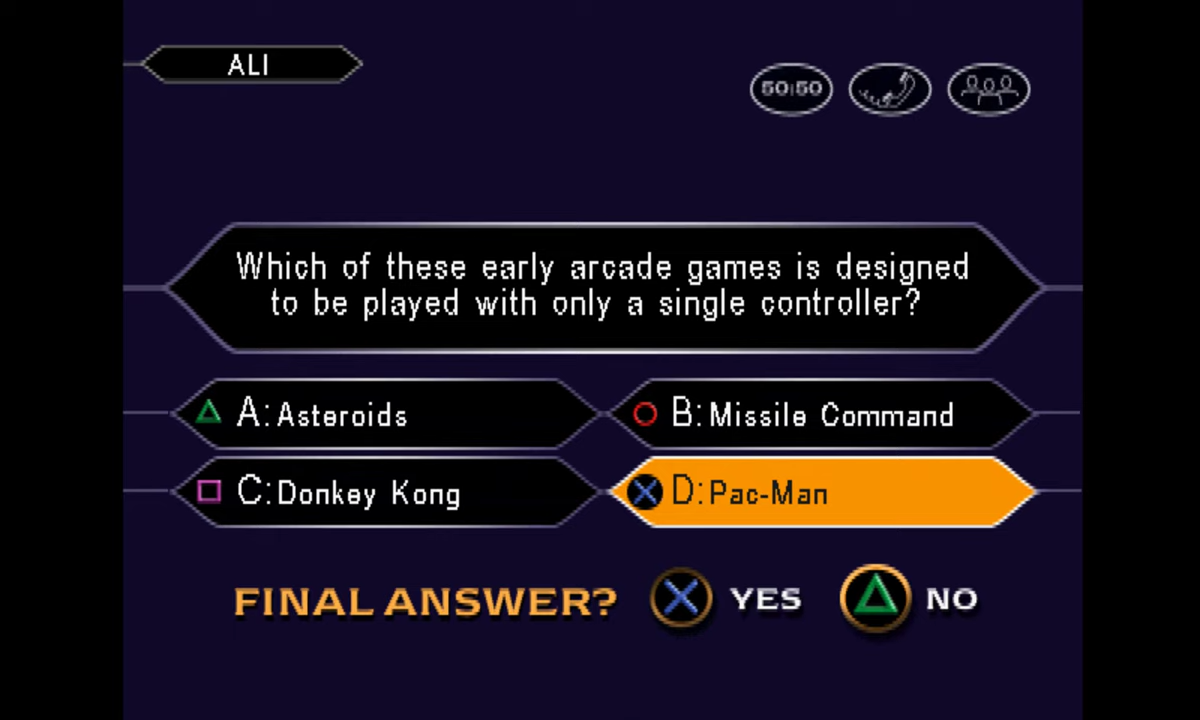 ALI
50:50
Which of these early arcade games is designed
to be played with only a single controller?
A: Asteroids
B: Missile Command
C: Donkey Kong
D: Pac-Man
FINAL ANSWER? YES NO